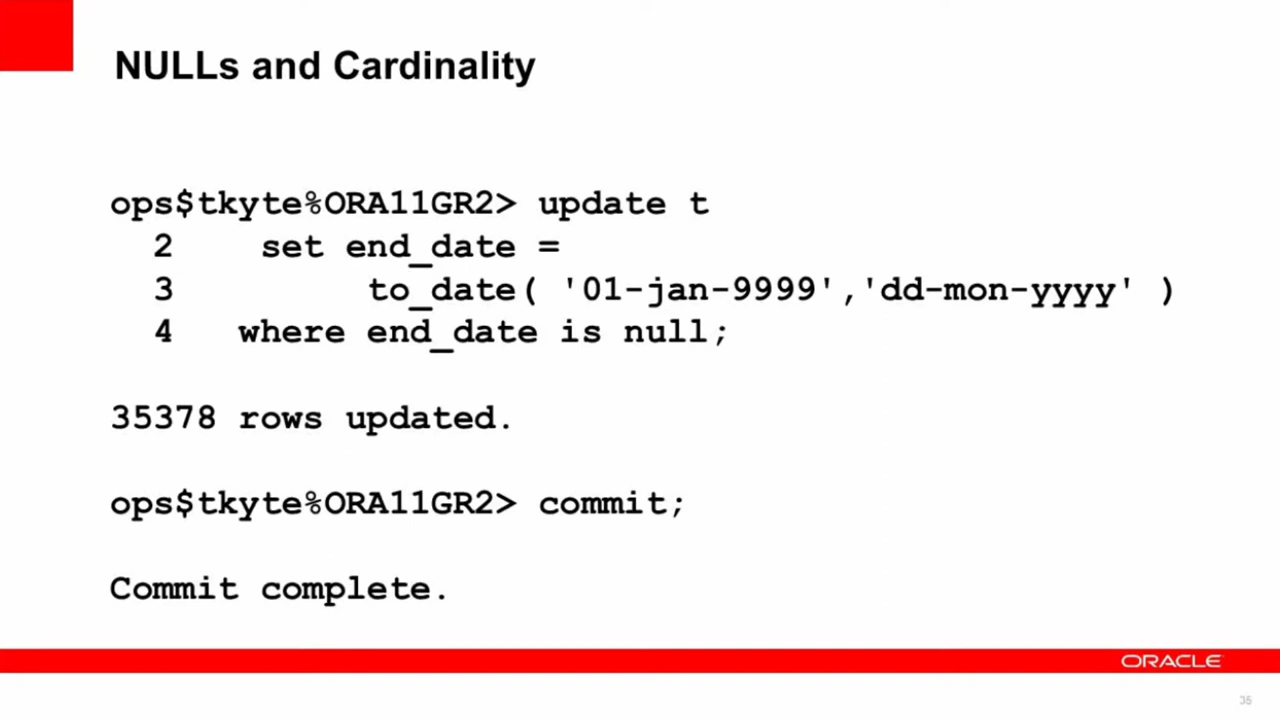 NULLs and Cardinality
ops$tkyte%ORA11GR2> update t
2 set end_date =
3 to_date( '01-jan-9999','dd-mon-yyyy' )
4 where end_date is null;
35378 rows updated.
ops$tkyte%ORA11GR2> commit;
Commit complete.
ORACLE
35